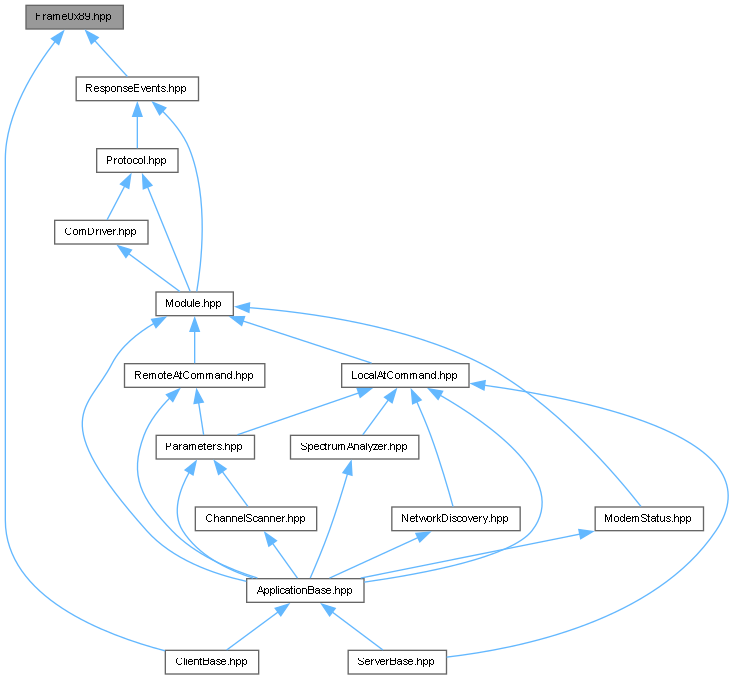 Frame0x89.hpp
ResponseEvents.hpp
Protocol.hpp
ComDriver.hpp
Module.hpp
RemoteAtCommand.hpp
LocalAtCommand.hpp
Parameters.hpp
SpectrumAnalyzer.hpp
ChannelScanner.hpp
NetworkDiscovery.hpp
ModemStatus.hpp
ApplicationBase.hpp
ClientBase.hpp
ServerBase.hpp